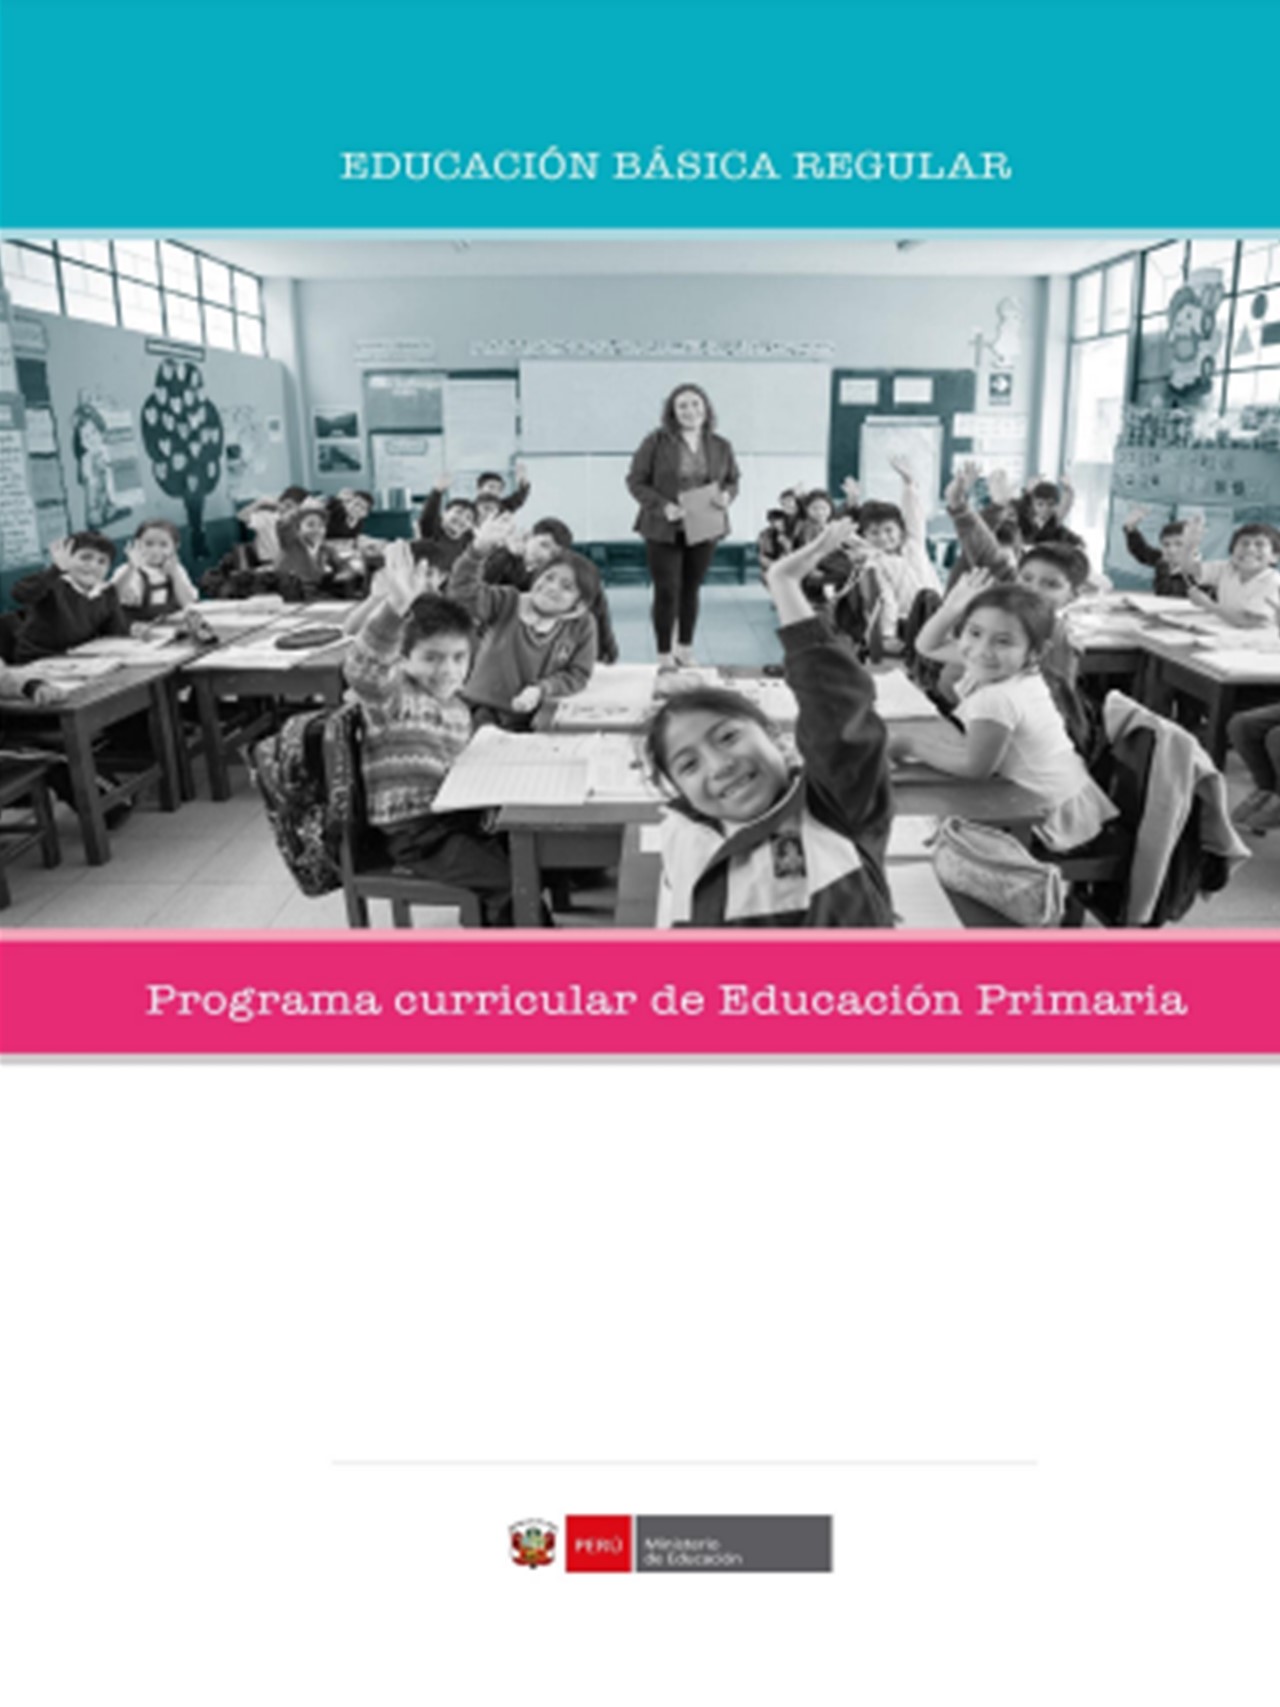 EDUCACIÓN BÁSICA REGULAR
Programa curricular de Educación Primaria
PERÚ
Ministerio
de Educación